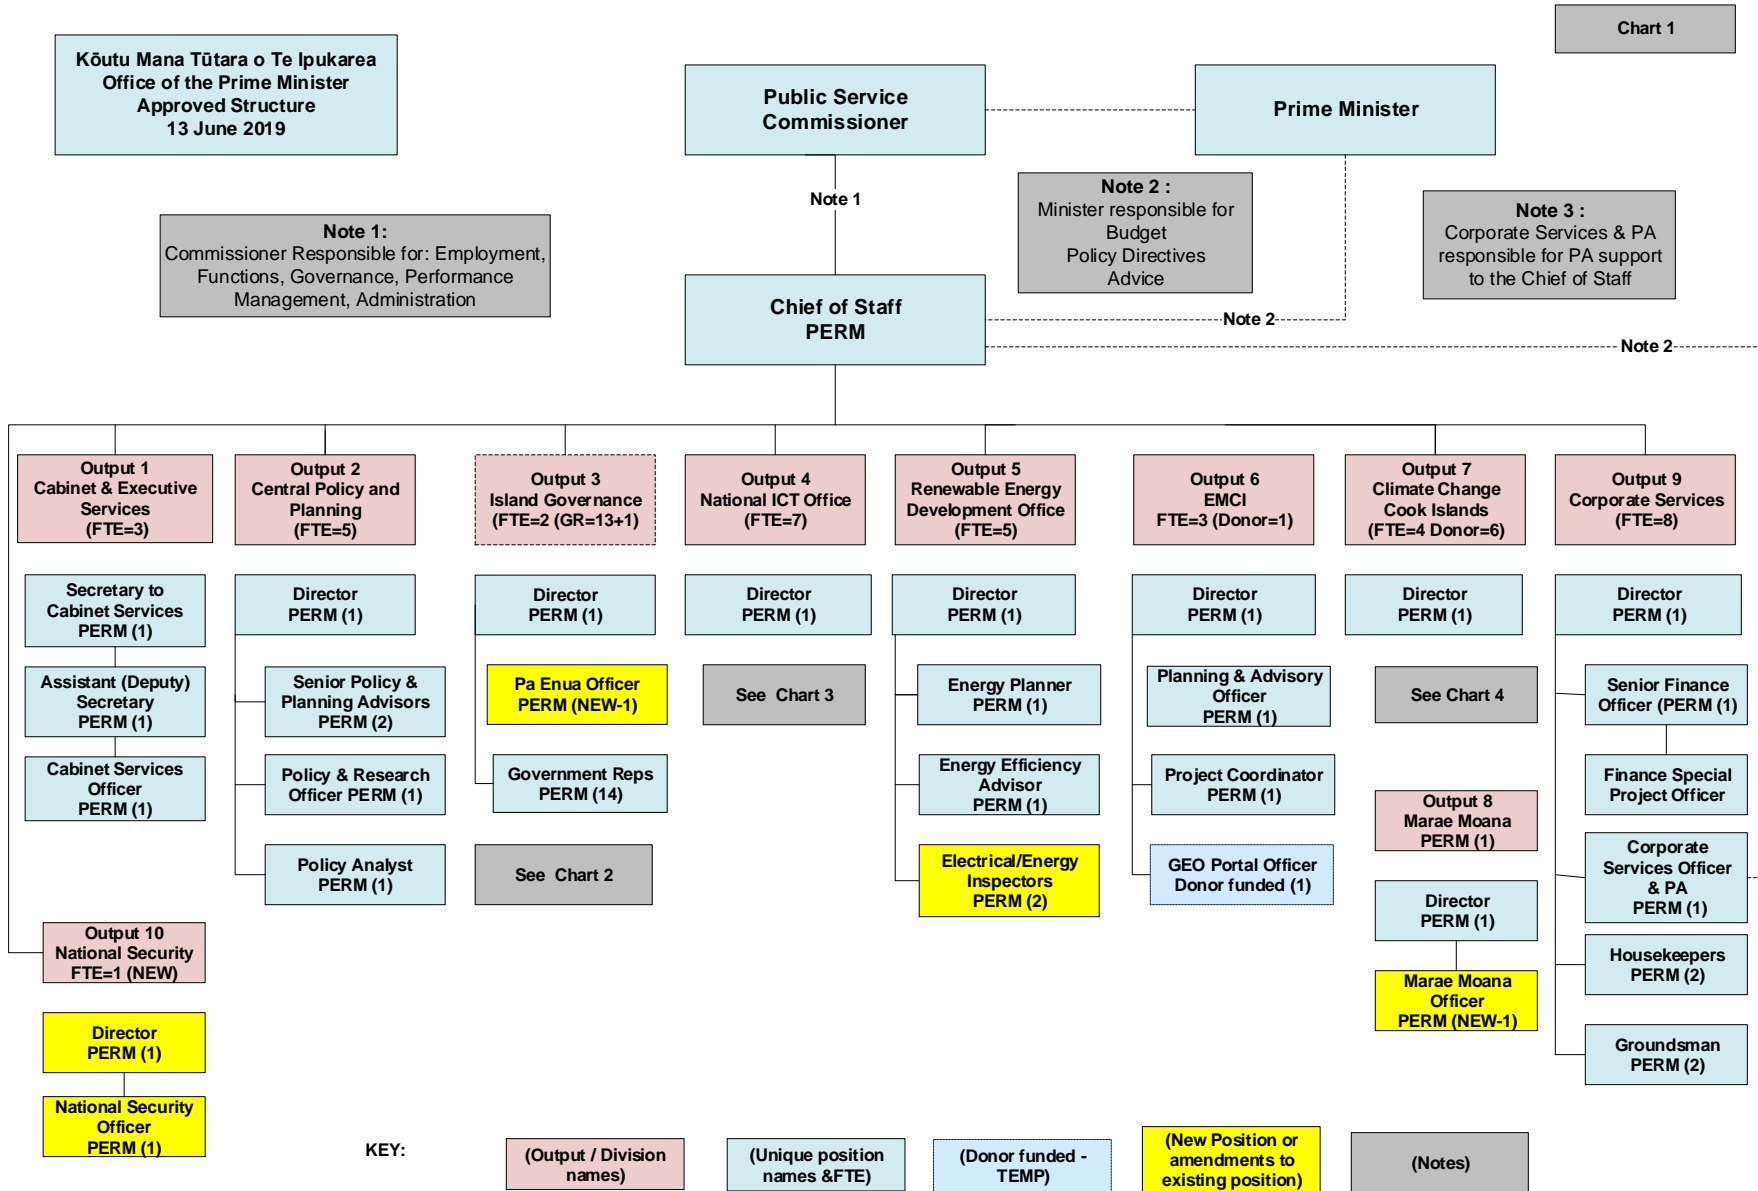 Chart 1
Kōutu Mana Tūtara o Te Ipukarea
Office of the Prime Minister
Approved Structure
13 June 2019
Public Service
Commissioner
Prime Minister
Note 1
Note 1:
Commissioner Responsible for: Employment,
Functions, Governance, Performance
Management, Administration
Note 2 :
Minister responsible for
Budget
Policy Directives
Advice
Note 3 :
Corporate Services & PA
responsible for PA support
to the Chief of Staff
Chief of Staff
PERM
Note 2
Note 2
Output 1
Cabinet & Executive
Services
(FTE=3)
Secretary to
Cabinet Services
PERM (1)
Assistant (Deputy)
Secretary
PERM (1)
Cabinet Services
Officer
PERM (1)
Output 10
National Security
FTE=1 (NEW)
Director
PERM (1)
National Security
Officer
PERM (1)
Output 2
Central Policy and
Planning
(FTE=5)
Director
PERM (1)
Senior Policy &
Planning Advisors
PERM (2)
Policy & Research
Officer PERM (1)
Policy Analyst
PERM (1)
Output 3
Island Governance
(FTE=2 (GR=13+1)
Director
PERM (1)
Pa Enua Officer
PERM (NEW-1)
Government Reps
PERM (14)
See Chart 2
Output 4
National ICT Office
(FTE=7)
Director
PERM (1)
See Chart 3
Output 5
Renewable Energy
Development Office
(FTE=5)
Director
PERM (1)
Energy Planner
PERM (1)
Energy Efficiency
Advisor
PERM (1)
Electrical/Energy
Inspectors
PERM (2)
Output 6
EMCI
FTE=3 (Donor=1)
Director
PERM (1)
Planning & Advisory
Officer
PERM (1)
Project Coordinator
PERM (1)
GEO Portal Officer
Donor funded (1)
Output 7
Climate Change
Cook Islands
(FTE=4 Donor=6)
Director
PERM (1)
See Chart 4
Output 8
Marae Moana
PERM (1)
Director
PERM (1)
Marae Moana
Officer
PERM (NEW-1)
Output 9
Corporate Services
(FTE=8)
Director
PERM (1)
Senior Finance
Officer (PERM (1)
Finance Special
Project Officer
Corporate
Services Officer
& PA
PERM (1)
Housekeepers
PERM (2)
Groundsman
PERM (2)
KEY:
(Output / Division
names)
(Unique position
names &FTE)
(Donor funded -
TEMP)
(New Position or
amendments to
existing position)
(Notes)